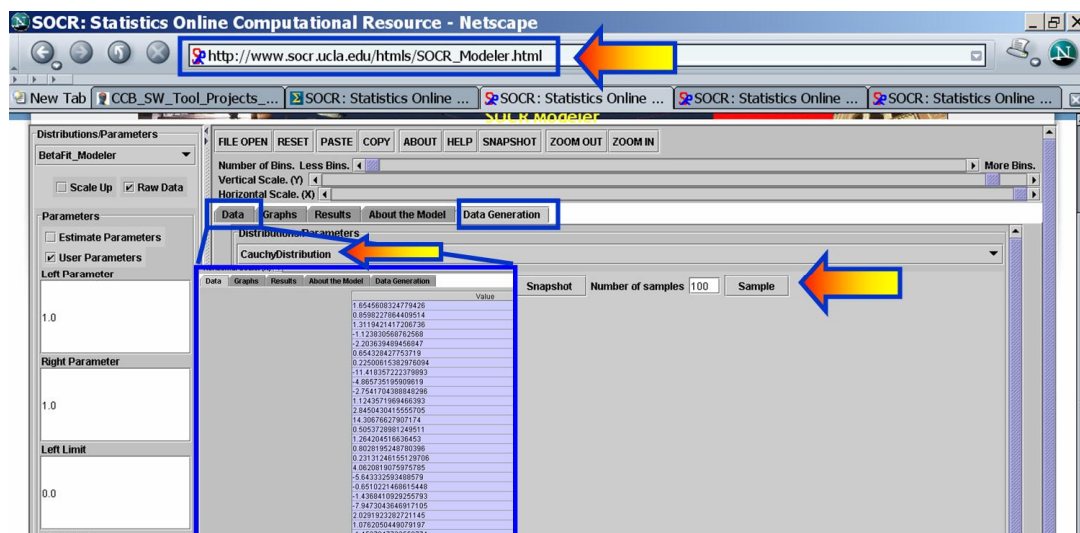 SOCR: Statistics Online Computational Resource - Netscape
http://www.socr.ucla.edu/htmls/SOCR_Modeler.html
New Tab CCB_SW_Tool_Projects_... SOCR: Statistics Online ... SOCR: Statistics Online ... SOCR: Statistics Online ... SOCR: Statistics Online ...
SOCR Modeler
Distributions/Parameters
BetaFit_Modeler
Scale Up Raw Data
Parameters
Estimate Parameters
User Parameters
Left Parameter
1.0
Right Parameter
1.0
Left Limit
0.0
FILE OPEN RESET PASTE COPY ABOUT HELP SNAPSHOT ZOOM OUT ZOOM IN
Number of Bins. Less Bins. More Bins.
Vertical Scale. (Y)
Horizontal Scale. (X)
Data Graphs Results About the Model Data Generation
Distributions/Parameters
CauchyDistribution
Snapshot Number of samples 100 Sample
Data Graphs Results About the Model Data Generation
Value
1.6545608324779426
0.8598227864409514
1.3119421417206736
-1.123830568762568
-2.203639489456847
0.654328427753719
0.22500615382976094
-11.418357222379893
-4.865735195909619
-2.7541704388848296
1.1243571969466393
2.8450430415555705
14.30676627907174
0.5053728981249511
1.264204516636453
0.8028195248780396
0.23131246155129706
4.0620819075975785
-5.643332593488579
-0.6510221468615448
-1.4368410929255793
-7.9473043646917105
2.0291923282721145
1.0762050449079197